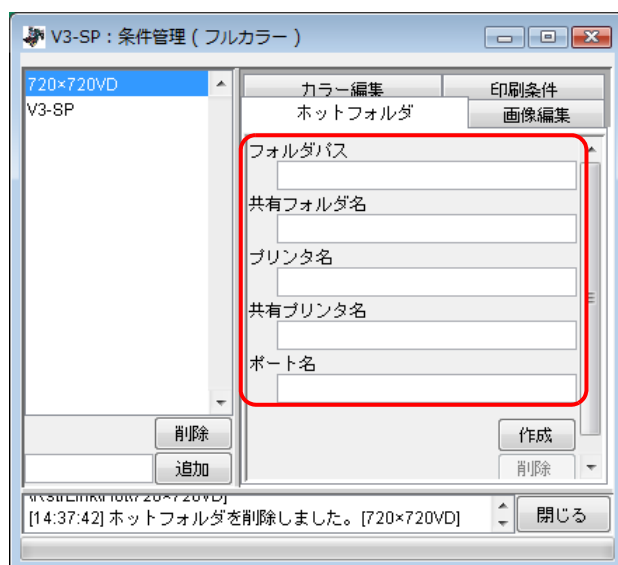 V3-SP：条件管理 ( フルカラー )
720×720VD
V3-SP
カラー編集
印刷条件
ホットフォルダ
画像編集
フォルダパス
共有フォルダ名
プリンタ名
共有プリンタ名
ポート名
削除
追加
作成
削除
[14:37:42] ホットフォルダを削除しました。[720×720VD]
閉じる